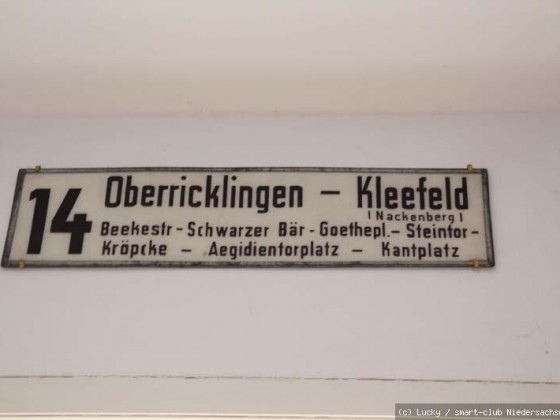 14
Oberricklingen – Kleefeld
(Nackenberg)
Beekestr - Schwarzer Bär - Goethepl. - Steintor -
Kröpcke – Aegidientorplatz – Kantplatz
(c) Lucky / smart-club Niedersachs